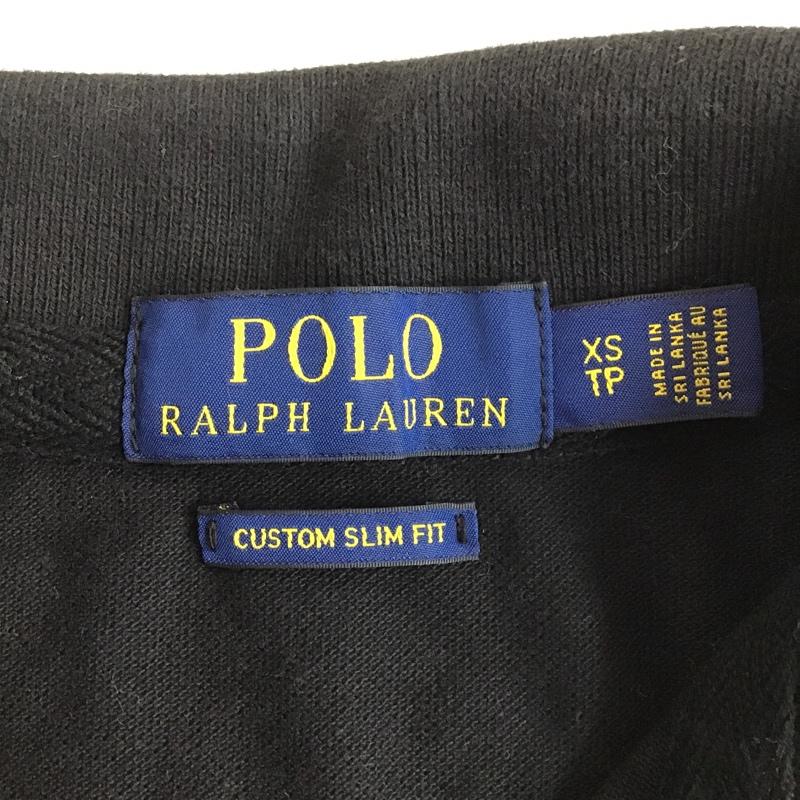 POLO
RALPH LAUREN
XS
TP
MADE IN
SRI LANKA
FABRIQUÉ AU
SRI LANKA
CUSTOM SLIM FIT